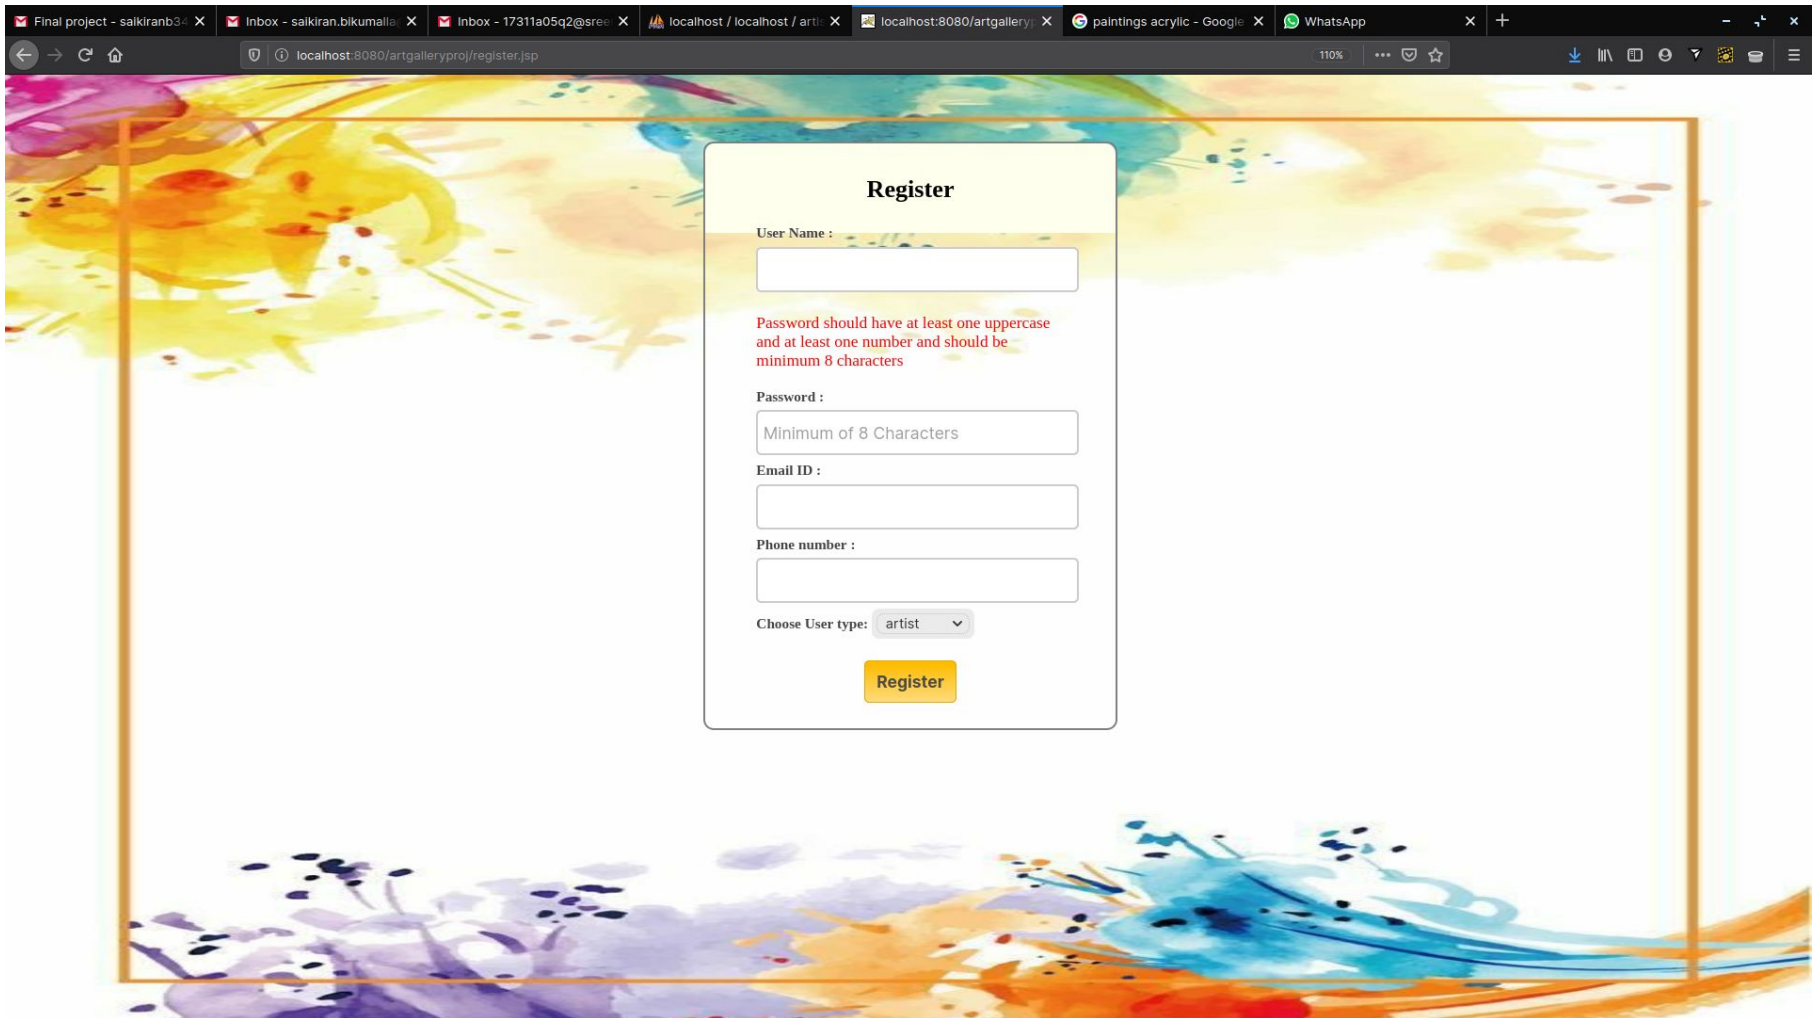 Final project - saikiranb34
Inbox - saikiran.bikumalla
Inbox - 17311a05q2@sree
localhost / localhost / artis
localhost:8080/artgalleryp
paintings acrylic - Google
WhatsApp
localhost:8080/artgalleryproj/register.jsp
110%
Register
User Name :
Password should have at least one uppercase
and at least one number and should be
minimum 8 characters
Password :
Minimum of 8 Characters
Email ID :
Phone number :
Choose User type: artist
Register